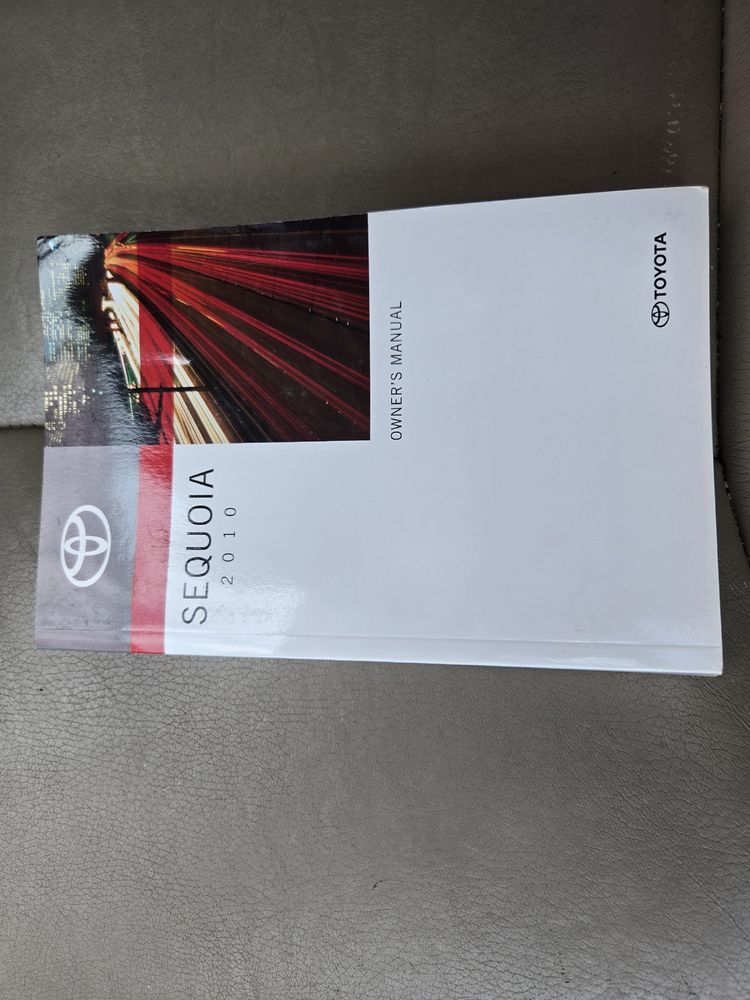 SEQUOIA
2010
OWNER'S MANUAL
TOYOTA